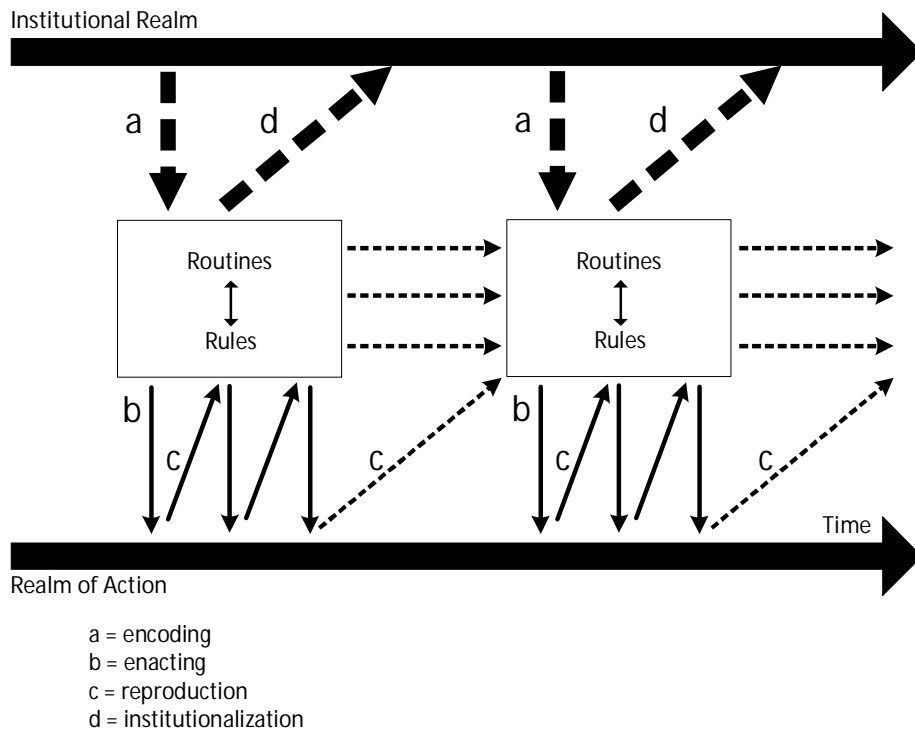 Institutional Realm
a
d
a
d
Routines
Rules
Routines
Rules
b
c
c
b
c
c
Time
Realm of Action
a = encoding
b = enacting
c = reproduction
d = institutionalization